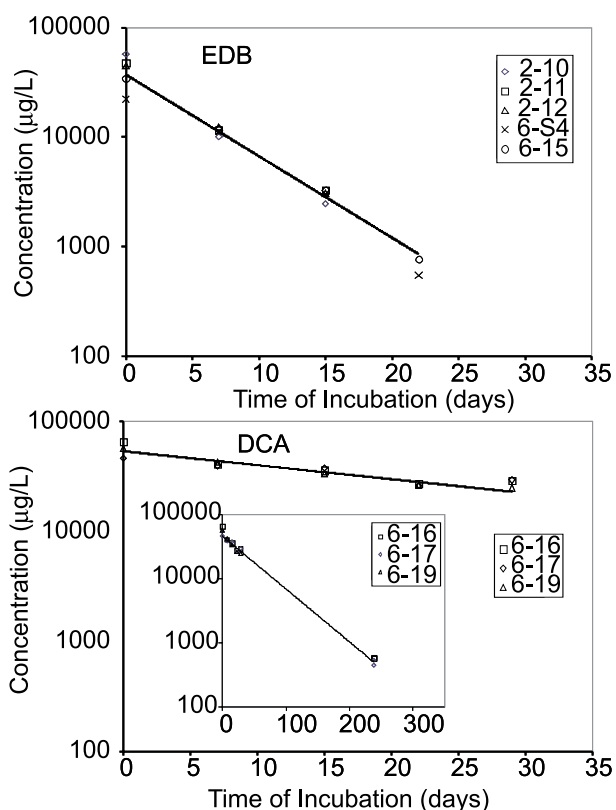 EDB
Concentration (µg/L)
100000
10000
1000
100
0 5 10 15 20 25 30 35
Time of Incubation (days)
2-10
2-11
2-12
6-S4
6-15
DCA
Concentration (µg/L)
100000
10000
1000
100
0 5 10 15 20 25 30 35
Time of Incubation (days)
6-16
6-17
6-19
100000
10000
1000
100
0 100 200 300
6-16
6-17
6-19